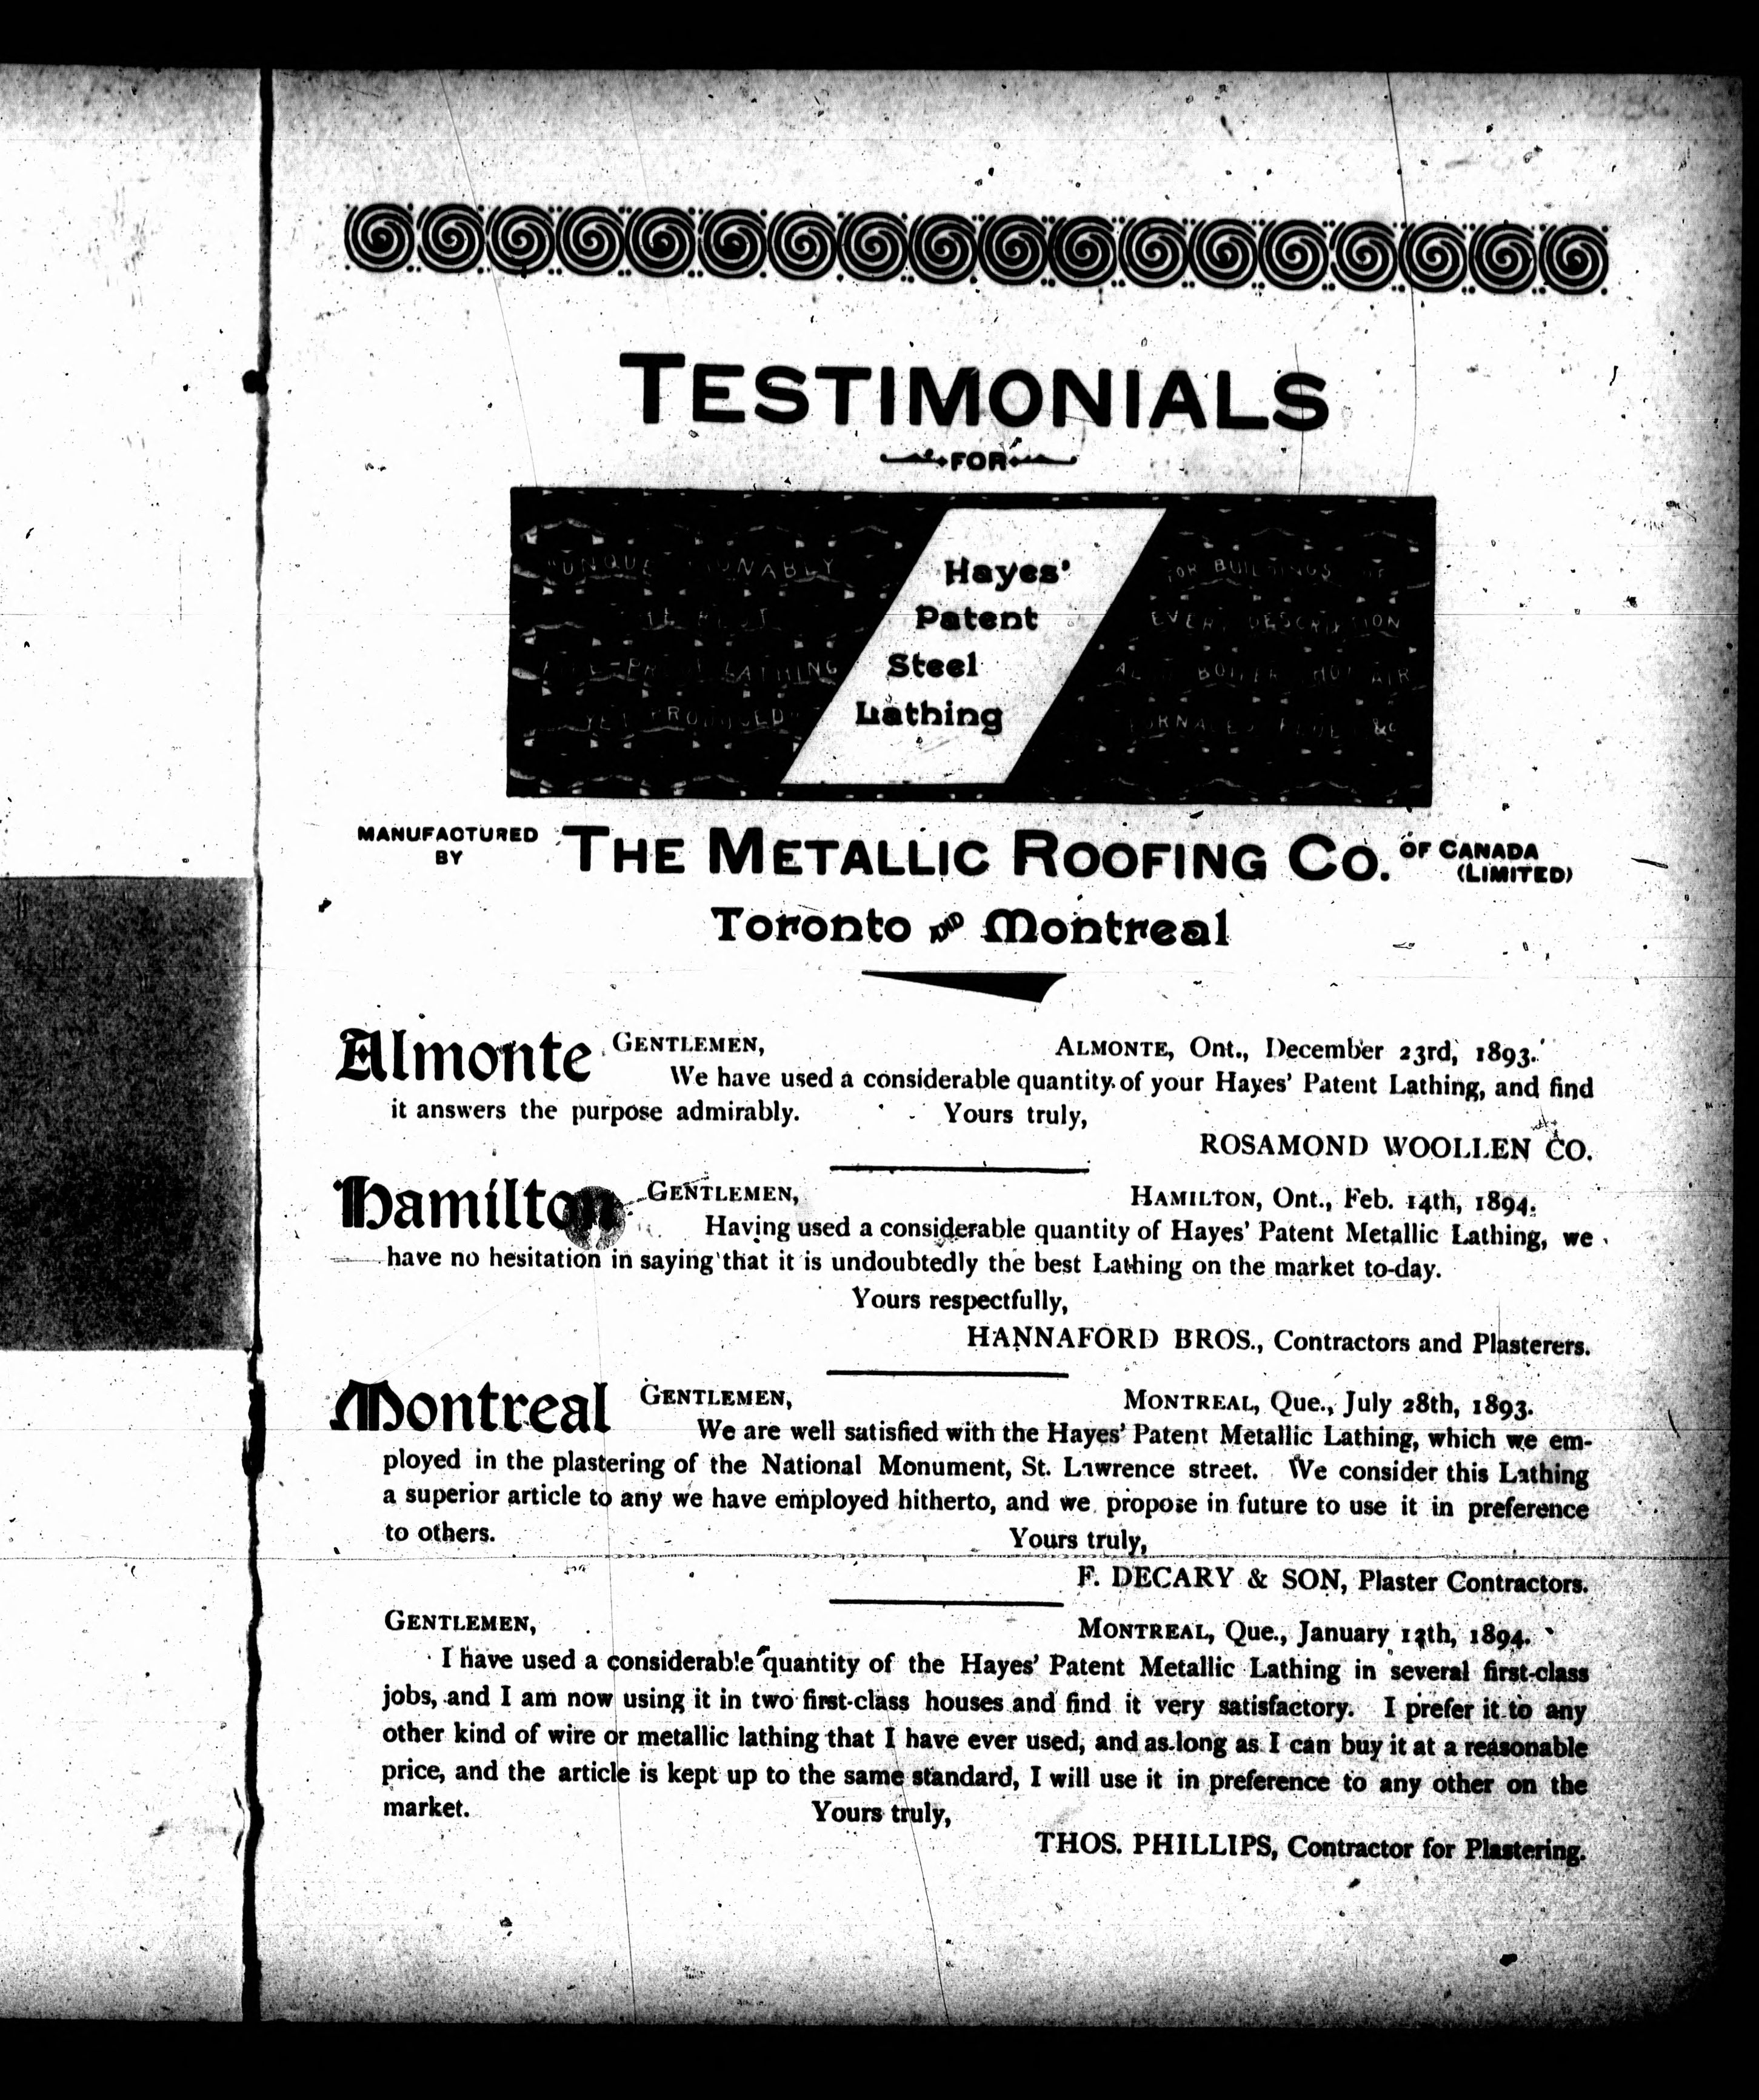 TESTIMONIALS
FOR
Hayes'
Patent
Steel
Lathing
FOR BUILDINGS OF
EVERY DESCRIPTION
MANUFACTURED
BY
THE METALLIC ROOFING CO. OF CANADA
(LIMITED)
Toronto AND Montreal
Almonte GENTLEMEN, ALMONTE, Ont., December 23rd, 1893.
We have used a considerable quantity of your Hayes' Patent Lathing, and find
it answers the purpose admirably. Yours truly,
ROSAMOND WOOLLEN CO.
Hamilton GENTLEMEN, HAMILTON, Ont., Feb. 14th, 1894.
Having used a considerable quantity of Hayes' Patent Metallic Lathing, we
have no hesitation in saying that it is undoubtedly the best Lathing on the market to-day.
Yours respectfully,
HANNAFORD BROS., Contractors and Plasterers.
Montreal GENTLEMEN, MONTREAL, Que., July 28th, 1893.
We are well satisfied with the Hayes' Patent Metallic Lathing, which we em-
ployed in the plastering of the National Monument, St. Lawrence street. We consider this Lathing
a superior article to any we have employed hitherto, and we propose in future to use it in preference
to others. Yours truly,
F. DECARY & SON, Plaster Contractors.
GENTLEMEN, MONTREAL, Que., January 1894.
I have used a considerable quantity of the Hayes' Patent Metallic Lathing in several first-class
jobs, and I am now using it in two first-class houses and find it very satisfactory. I prefer it to any
other kind of wire or metallic lathing that I have ever used, and as long as I can buy it at a reasonable
price, and the article is kept up to the same standard, I will use it in preference to any other on the
market. Yours truly,
THOS. PHILLIPS, Contractor for Plastering.